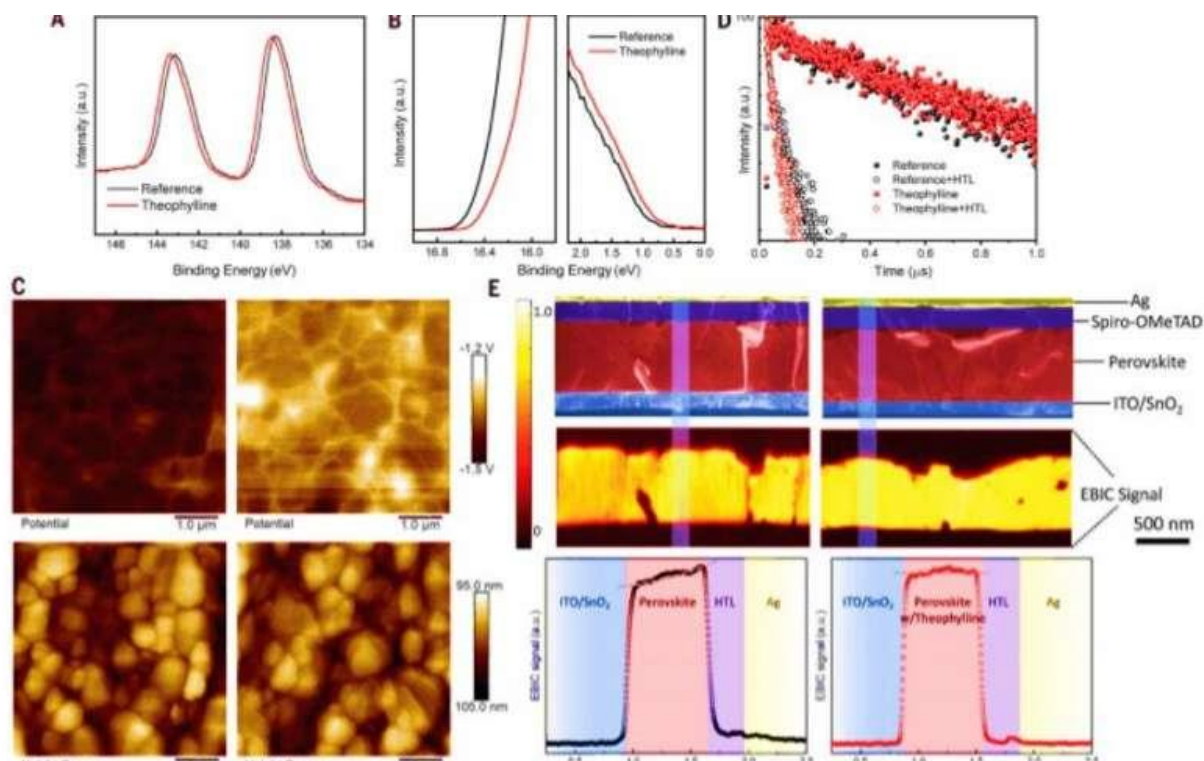 A
Intensity (a.u.)
Reference
Theophylline
146 144 142 140 138 136 134
Binding Energy (eV)
B
Intensity (a.u.)
Reference
Theophylline
16.8 16.4 16.0 2.0 1.5 1.0 0.5 0.0
Binding Energy (eV)
D
100
Intensity (a.u.)
Reference
Reference+HTL
Theophylline
Theophylline+HTL
0.0 0.2 0.4 0.6 0.8 1.0
Time (μs)
C
-1.2 V
-1.5 V
Potential 1.0 μm
Potential 1.0 μm
95.0 nm
105.0 nm
E
1.0
0
Ag
Spiro-OMeTAD
Perovskite
ITO/SnO₂
EBIC Signal
500 nm
EBIC signal (a.u.)
ITO/SnO₂
Perovskite
HTL
Ag
EBIC signal (a.u.)
ITO/SnO₂
Perovskite
w/Theophylline
HTL
Ag